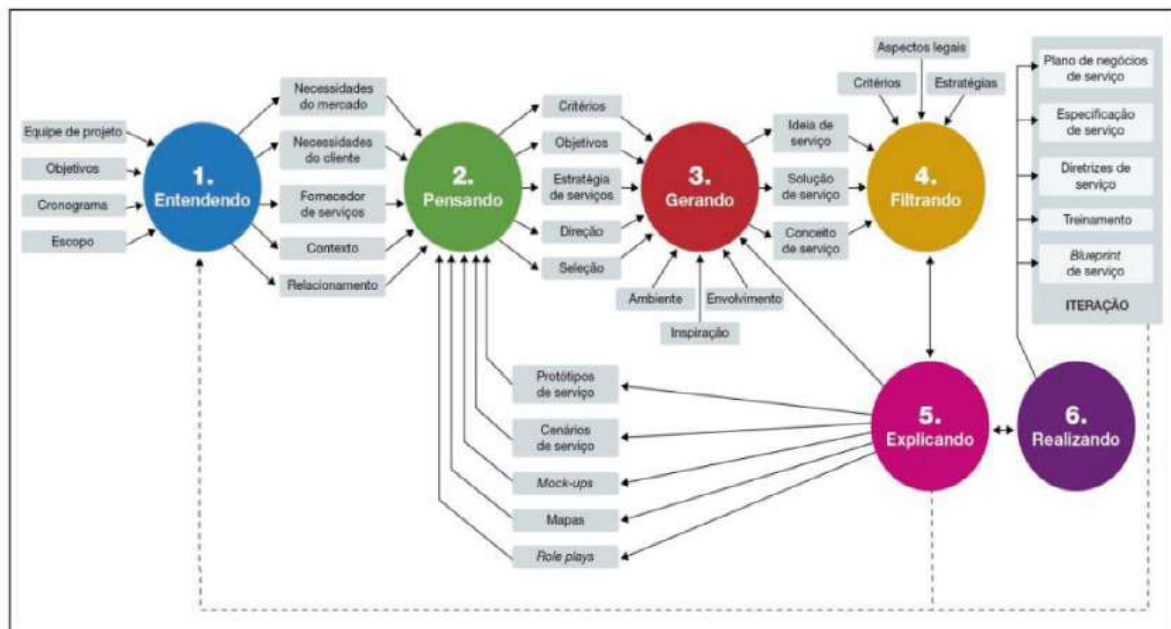 Equipe de projeto
Objetivos
Cronograma
Escopo
1.
Entendendo
Necessidades
do mercado
Necessidades
do cliente
Fornecedor
de serviços
Contexto
Relacionamento
2.
Pensando
Critérios
Objetivos
Estratégia
de serviços
Direção
Seleção
3.
Gerando
Ambiente
Envolvimento
Inspiração
Ideia de
serviço
Solução
de serviço
Conceito
de serviço
Aspectos legais
Critérios
Estratégias
4.
Filtrando
Plano de negócios
de serviço
Especificação
de serviço
Diretrizes de
serviço
Treinamento
Blueprint
de serviço
ITERAÇÃO
Protótipos
de serviço
Cenários
de serviço
Mock-ups
Mapas
Role plays
5.
Explicando
6.
Realizando